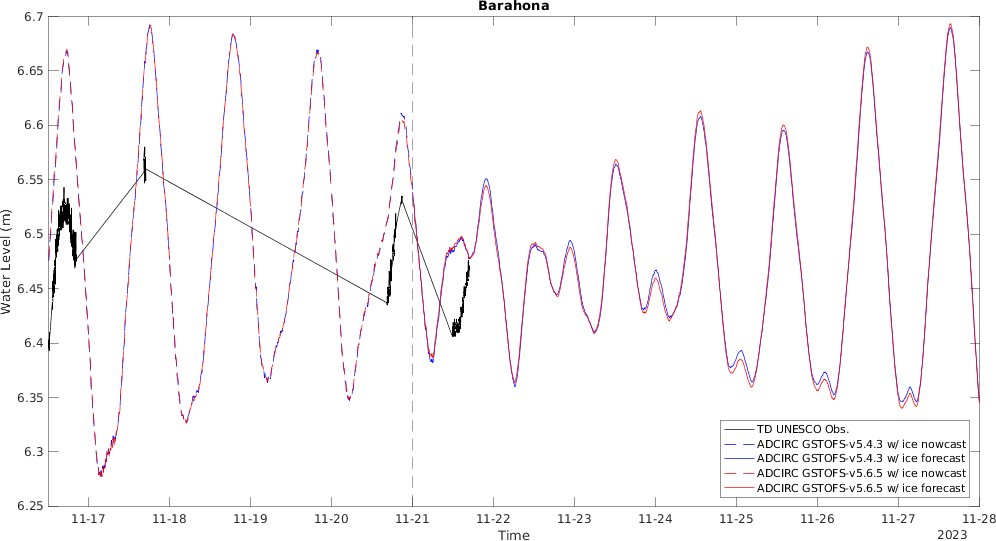 Barahona
6.7
6.65
6.6
6.55
6.5
6.45
6.4
6.35
6.3
6.25
Water Level (m)
TD UNESCO Obs.
ADCIRC GSTOFS-v5.4.3 w/ ice nowcast
ADCIRC GSTOFS-v5.4.3 w/ ice forecast
ADCIRC GSTOFS-v5.6.5 w/ ice nowcast
ADCIRC GSTOFS-v5.6.5 w/ ice forecast
11-17 11-18 11-19 11-20 11-21 11-22 11-23 11-24 11-25 11-26 11-27 11-28
Time
2023